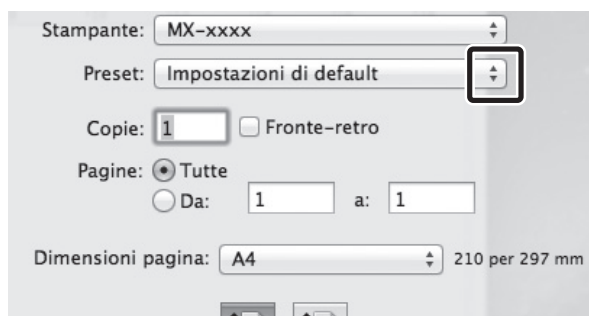 Stampante: MX-xxxx
Preset: Impostazioni di default
Copie: 1 Fronte-retro
Pagine: Tutte
Da: 1 a: 1
Dimensioni pagina: A4 210 per 297 mm